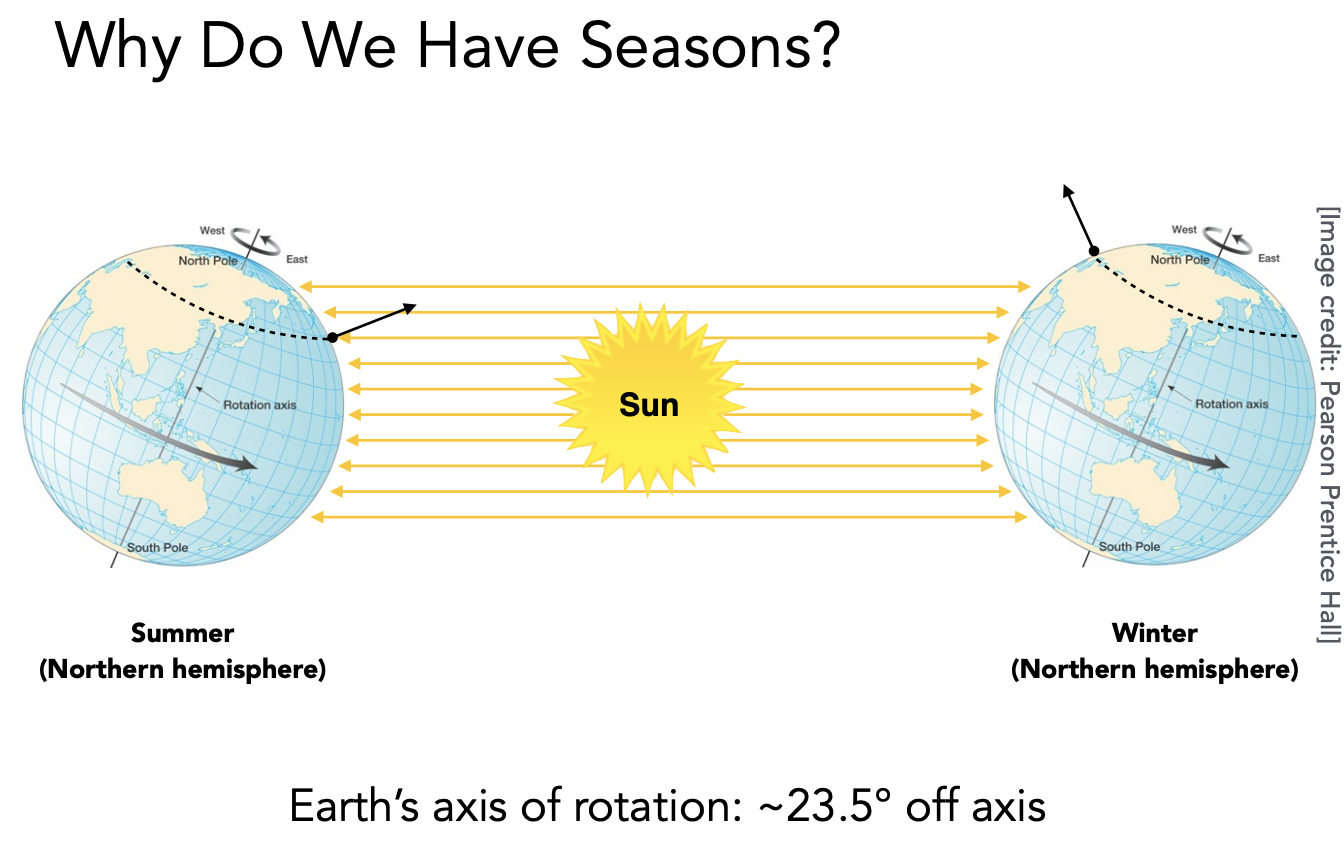 Why Do We Have Seasons?
West
North Pole
East
Rotation axis
South Pole
Sun
West
North Pole
East
Rotation axis
South Pole
[Image credit: Pearson Prentice Hall]
Summer
(Northern hemisphere)
Winter
(Northern hemisphere)
Earth’s axis of rotation: ~23.5° off axis